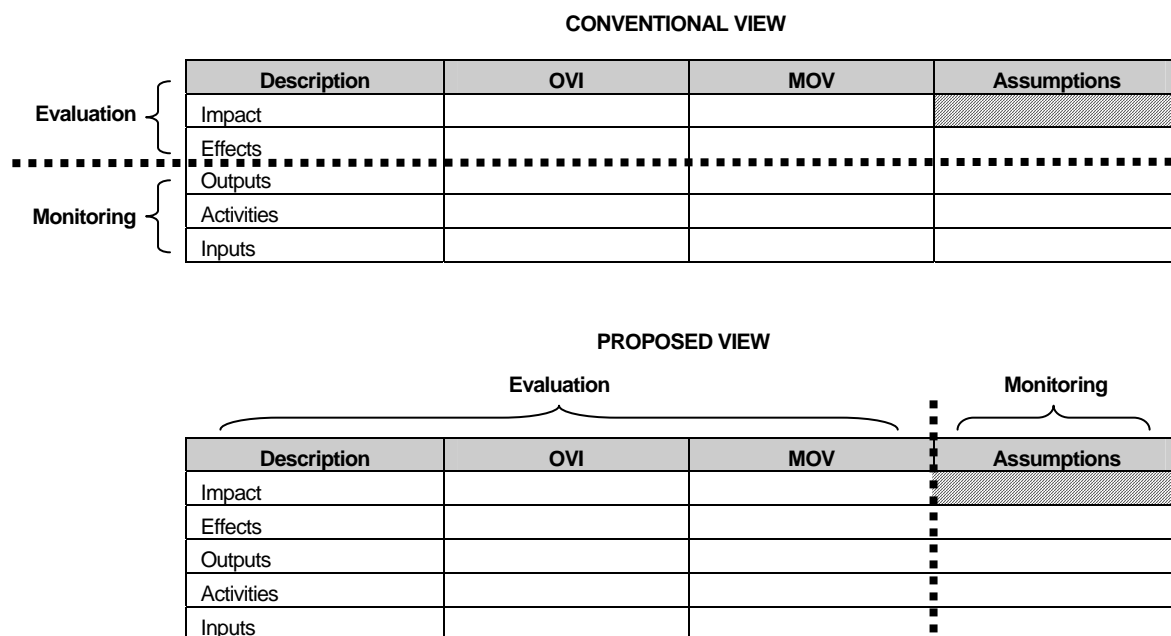 CONVENTIONAL VIEW
Description OVI MOV Assumptions
Evaluation Impact
Effects
Outputs
Monitoring Activities
Inputs
PROPOSED VIEW
Evaluation Monitoring
Description OVI MOV Assumptions
Impact
Effects
Outputs
Activities
Inputs